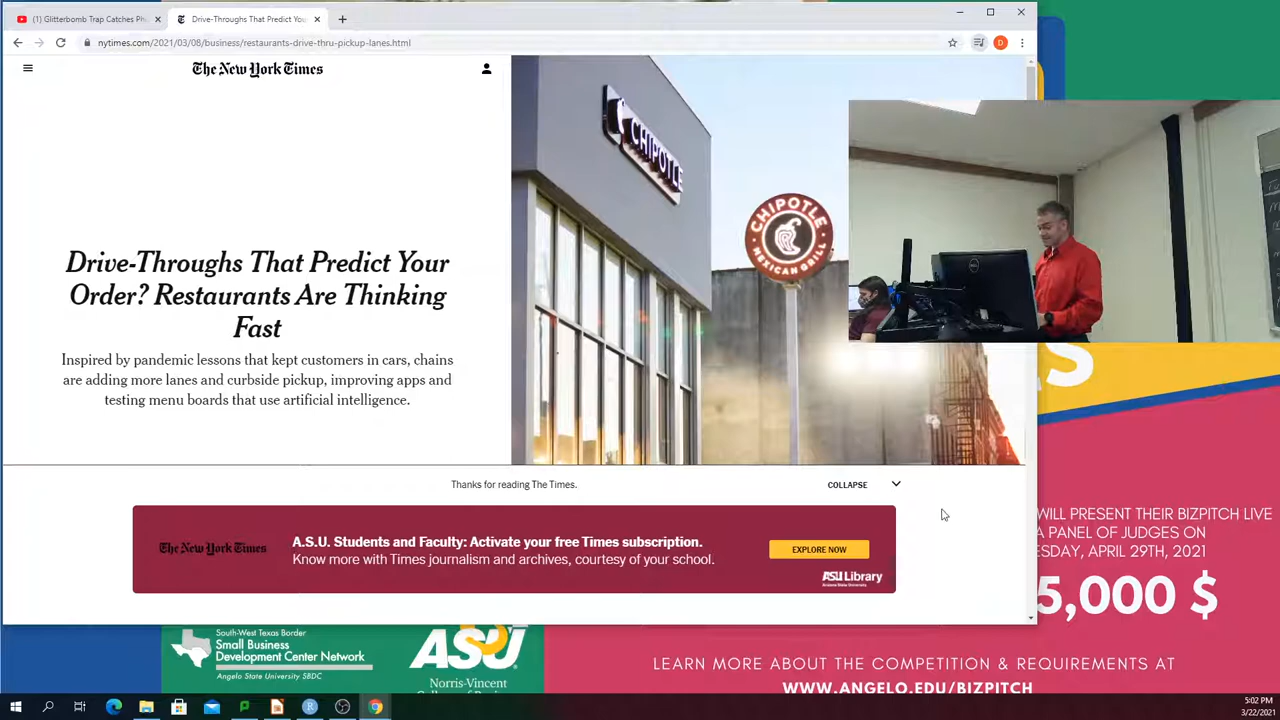 (1) Glitterbomb Trap Catches Ph
Drive-Throughs That Predict You
nytimes.com/2021/03/08/business/restaurants-drive-thru-pickup-lanes.html
D
The New York Times
Drive-Throughs That Predict Your
Order? Restaurants Are Thinking
Fast
Inspired by pandemic lessons that kept customers in cars, chains
are adding more lanes and curbside pickup, improving apps and
testing menu boards that use artificial intelligence.
CHIPOTLE
CHIPOTLE
MEXICAN GRILL
DELL
Thanks for reading The Times.
COLLAPSE
The New York Times
A.S.U. Students and Faculty: Activate your free Times subscription.
Know more with Times journalism and archives, courtesy of your school.
EXPLORE NOW
ASU Library
S
WILL PRESENT THEIR BIZPITCH LIVE
A PANEL OF JUDGES ON
ESDAY, APRIL 29TH, 2021
5,000 $
South-West Texas Border
Small Business
Development Center Network
Angelo State University SBDC
ASU
Norris-Vincent
LEARN MORE ABOUT THE COMPETITION & REQUIREMENTS AT
WWW.ANGELO.EDU/BIZPITCH
5:02 PM
3/22/2021